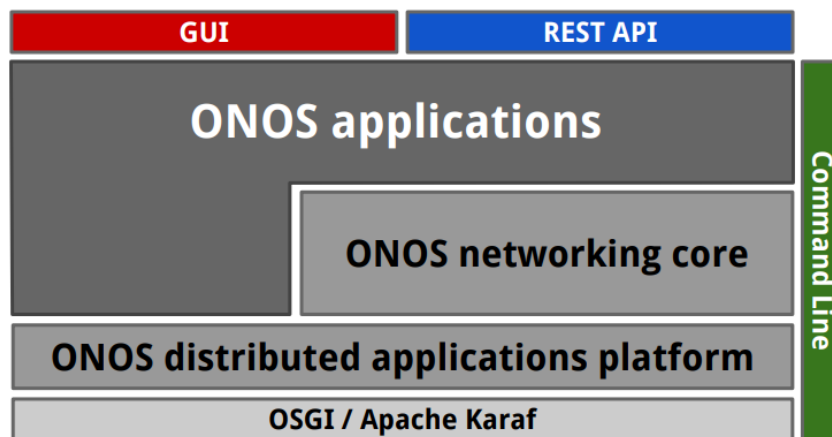 GUI
REST API
ONOS applications
Command Line
ONOS networking core
ONOS distributed applications platform
OSGI / Apache Karaf